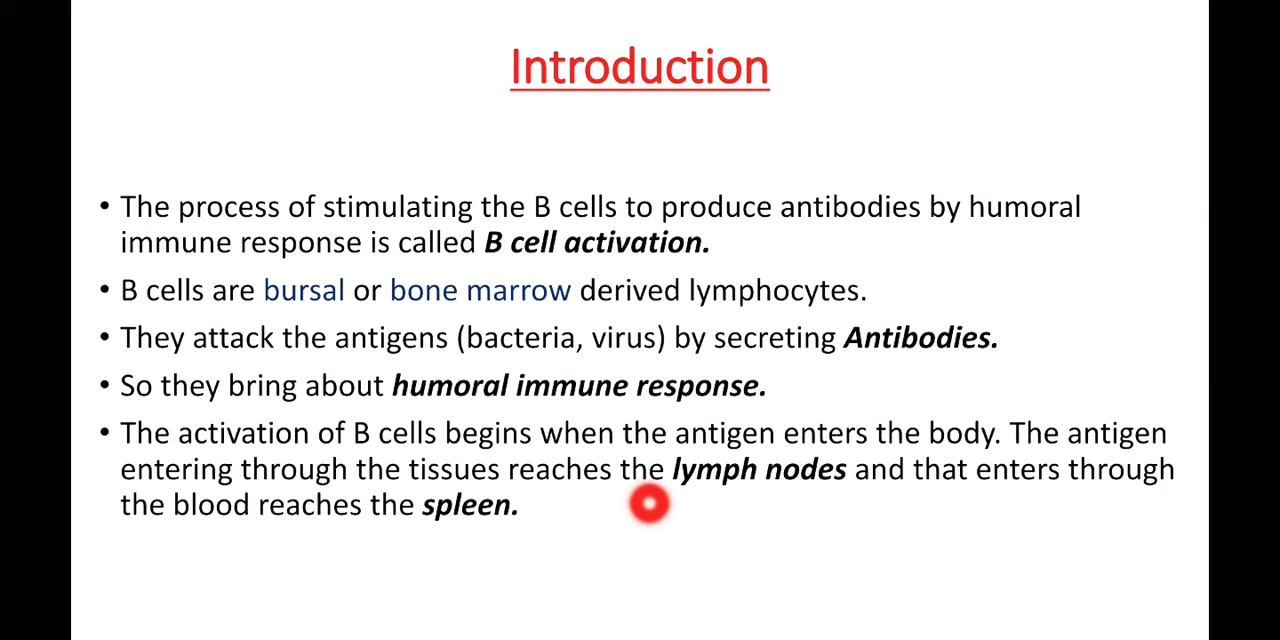 Introduction
• The process of stimulating the B cells to produce antibodies by humoral
immune response is called B cell activation.
• B cells are bursal or bone marrow derived lymphocytes.
• They attack the antigens (bacteria, virus) by secreting Antibodies.
• So they bring about humoral immune response.
• The activation of B cells begins when the antigen enters the body. The antigen
entering through the tissues reaches the lymph nodes and that enters through
the blood reaches the spleen.